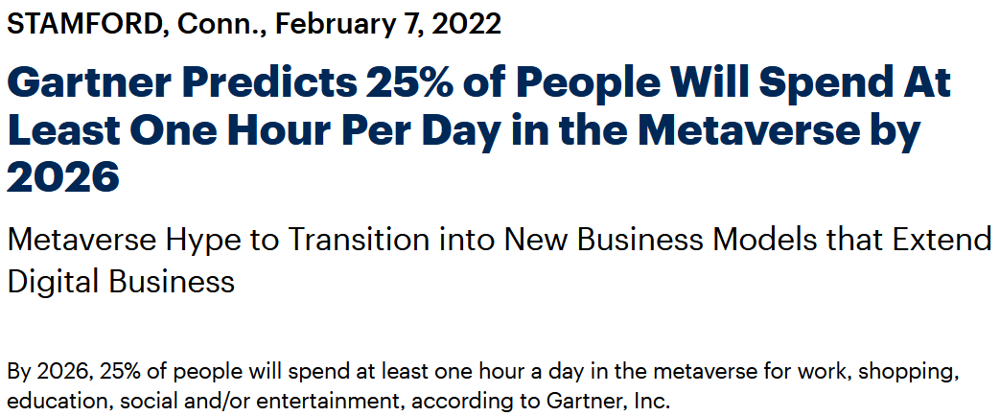 STAMFORD, Conn., February 7, 2022
Gartner Predicts 25% of People Will Spend At
Least One Hour Per Day in the Metaverse by
2026
Metaverse Hype to Transition into New Business Models that Extend
Digital Business
By 2026, 25% of people will spend at least one hour a day in the metaverse for work, shopping,
education, social and/or entertainment, according to Gartner, Inc.